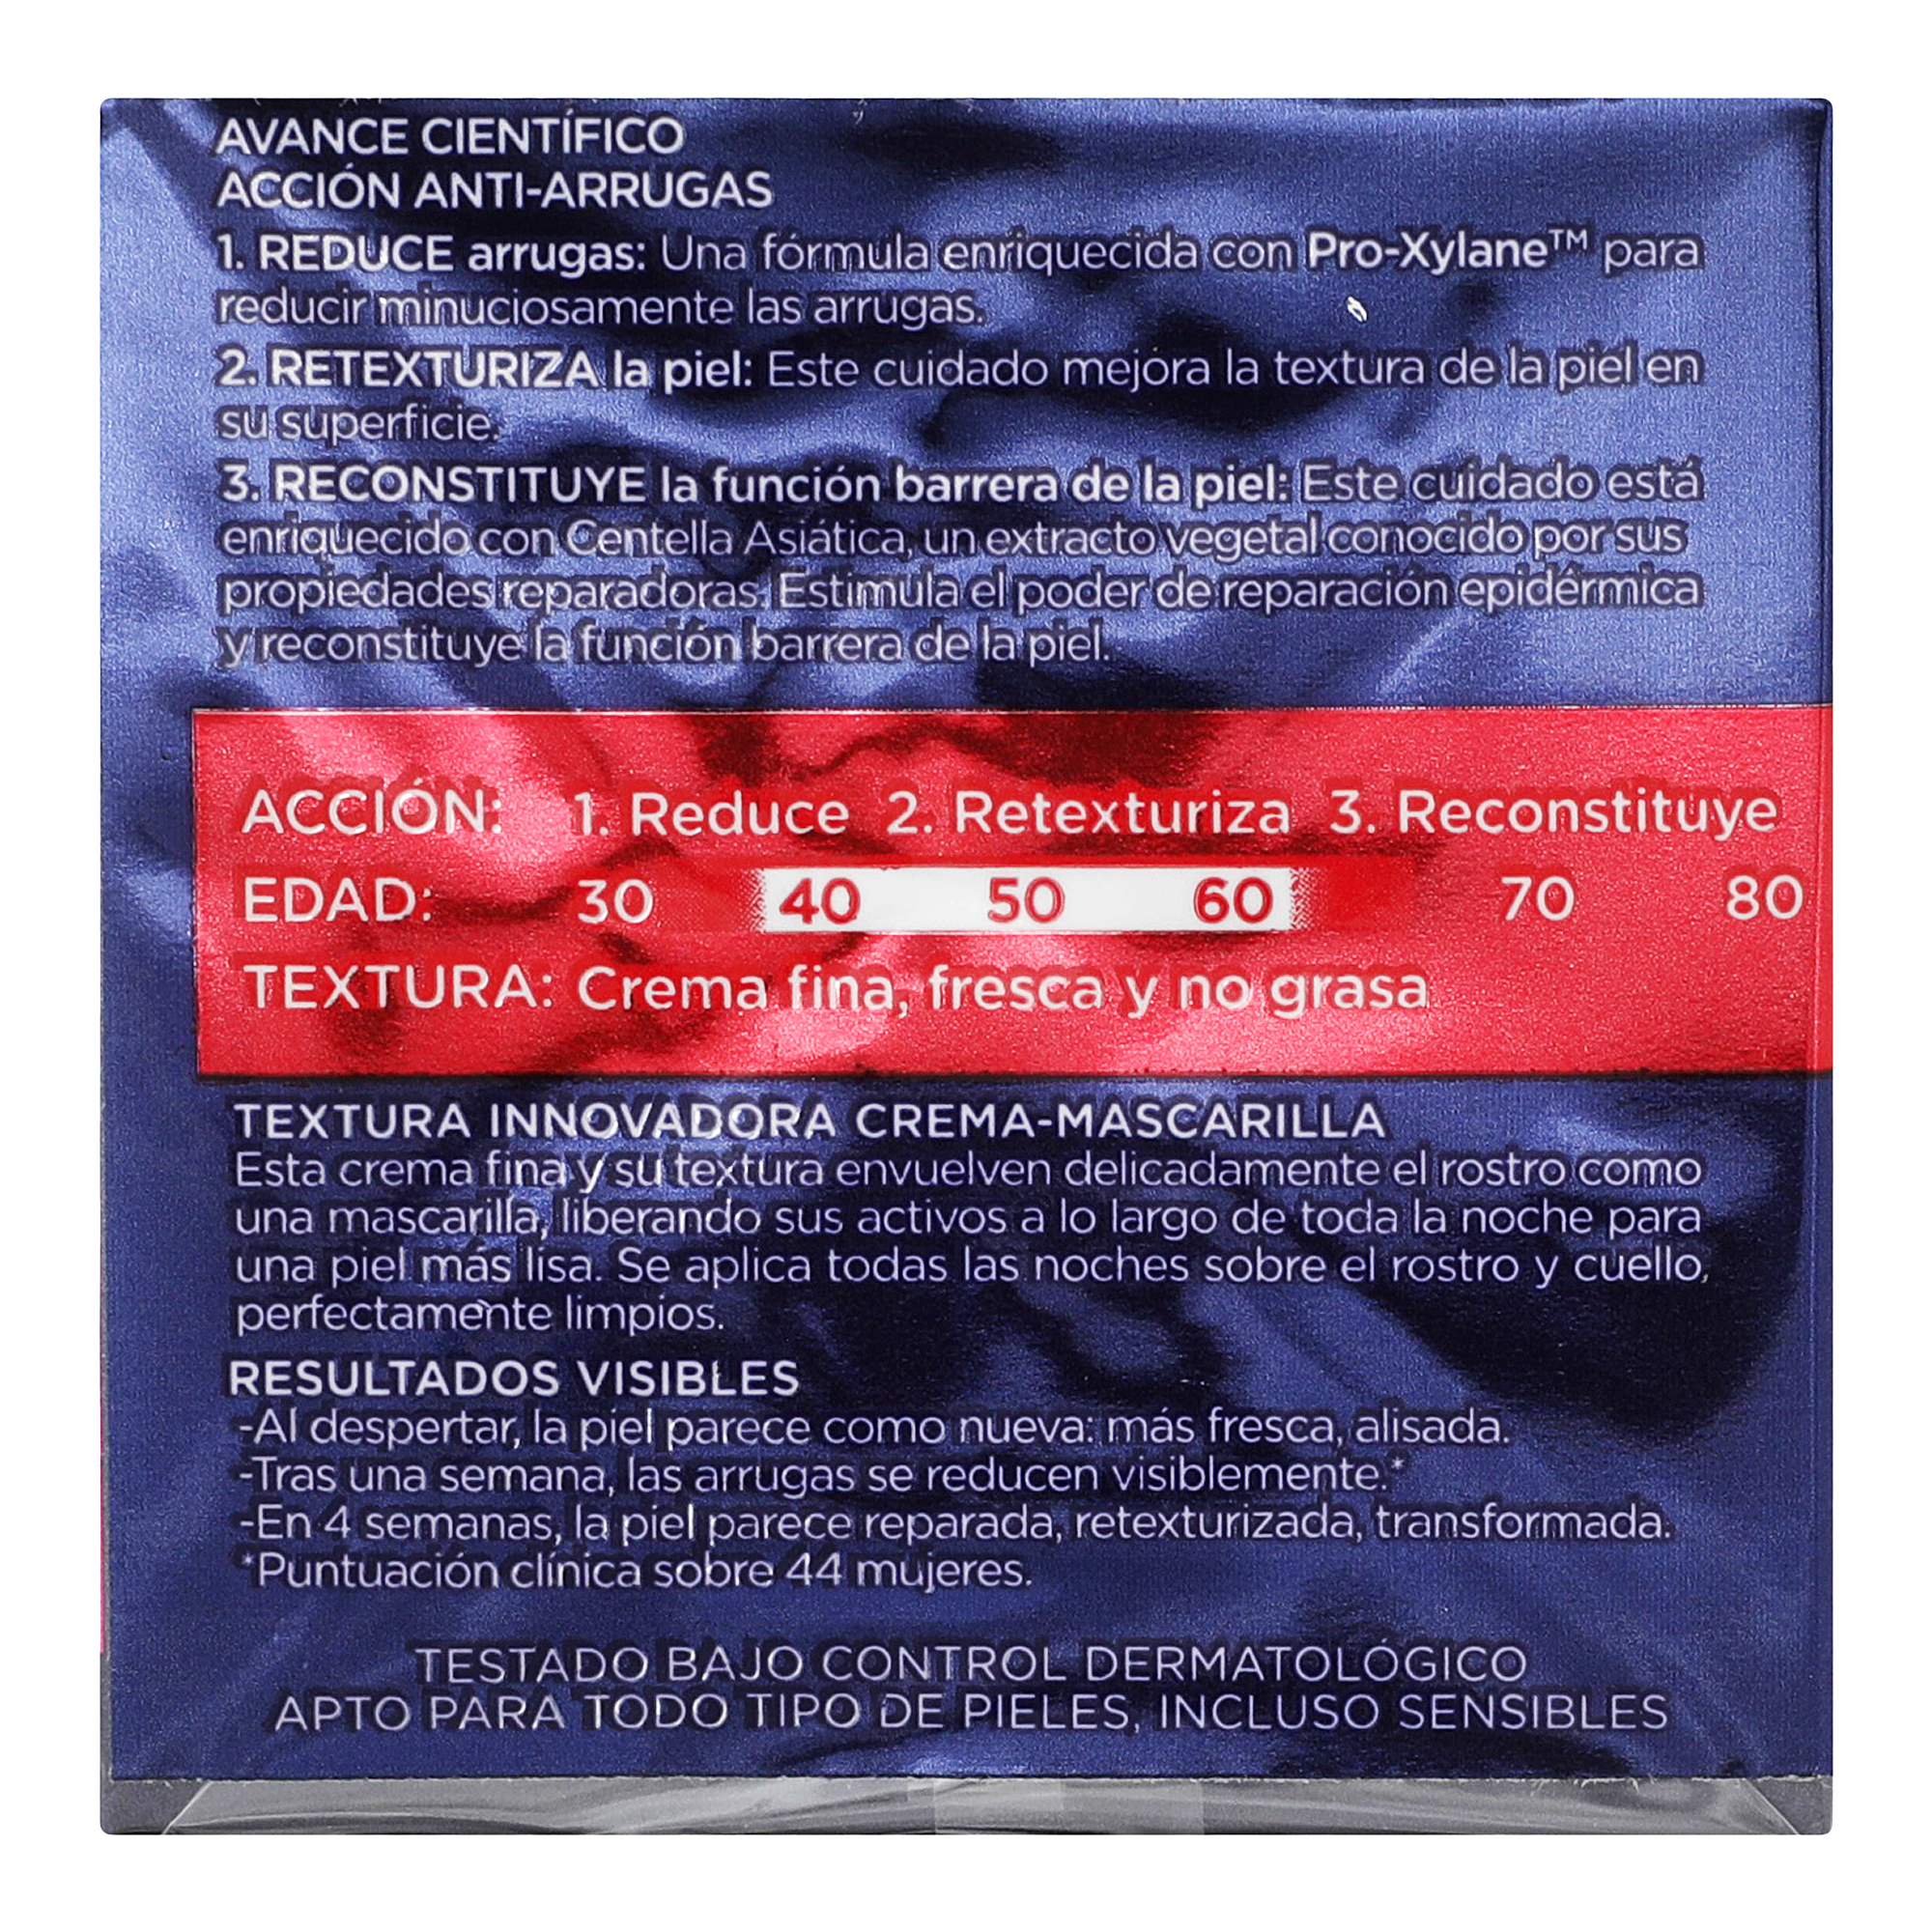 AVANCE CIENTÍFICO
ACCIÓN ANTI-ARRUGAS
1. REDUCE arrugas: Una fórmula enriquecida con Pro-Xylane™ para
reducir minuciosamente las arrugas.
2. RETEXTURIZA la piel: Este cuidado mejora la textura de la piel en
su superficie.
3. RECONSTITUYE la función barrera de la piel: Este cuidado está
enriquecido con Centella Asiática, un extracto vegetal conocido por sus
propiedades reparadoras. Estimula el poder de reparación epidérmica
y reconstituye la función barrera de la piel.
ACCIÓN: 1. Reduce 2. Retexturiza 3. Reconstituye
EDAD: 30 40 50 60 70 80
TEXTURA: Crema fina, fresca y no grasa
TEXTURA INNOVADORA CREMA-MASCARILLA
Esta crema fina y su textura envuelven delicadamente el rostro como
una mascarilla, liberando sus activos a lo largo de toda la noche para
una piel más lisa. Se aplica todas las noches sobre el rostro y cuello,
perfectamente limpios.
RESULTADOS VISIBLES
-Al despertar, la piel parece como nueva: más fresca, alisada.
-Tras una semana, las arrugas se reducen visiblemente.*
-En 4 semanas, la piel parece reparada, retexturizada, transformada.
*Puntuación clínica sobre 44 mujeres.
TESTADO BAJO CONTROL DERMATOLÓGICO
APTO PARA TODO TIPO DE PIELES, INCLUSO SENSIBLES